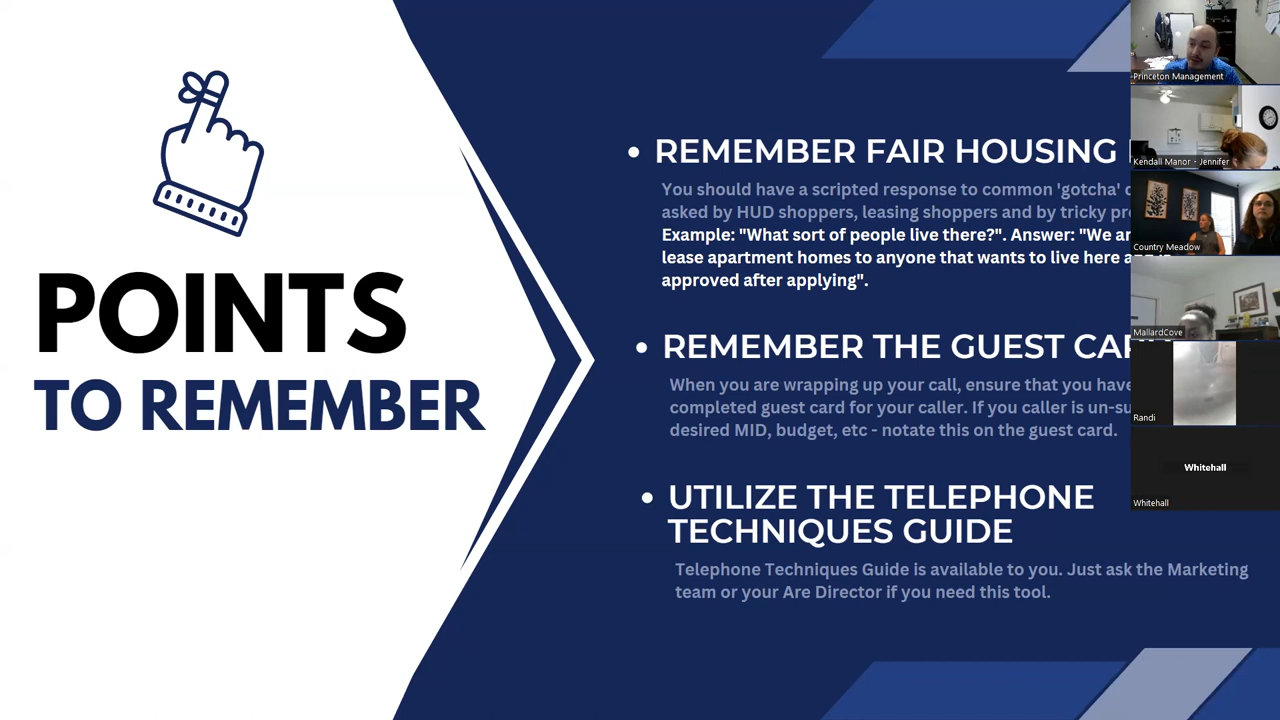 POINTS
TO REMEMBER
• REMEMBER FAIR HOUSING
You should have a scripted response to common 'gotcha'
asked by HUD shoppers, leasing shoppers and by tricky
Example: "What sort of people live there?". Answer: "We
lease apartment homes to anyone that wants to live here
approved after applying".
• REMEMBER THE GUEST
When you are wrapping up your call, ensure that you have
completed guest card for your caller. If you caller is
desired MID, budget, etc - notate this on the guest card.
• UTILIZE THE TELEPHONE
TECHNIQUES GUIDE
Telephone Techniques Guide is available to you. Just ask the Marketing
team or your Are Director if you need this tool.
Princeton Management
Kendall Manor - Jennifer
Country Meadow
MallardCove
Randi
Whitehall
Whitehall